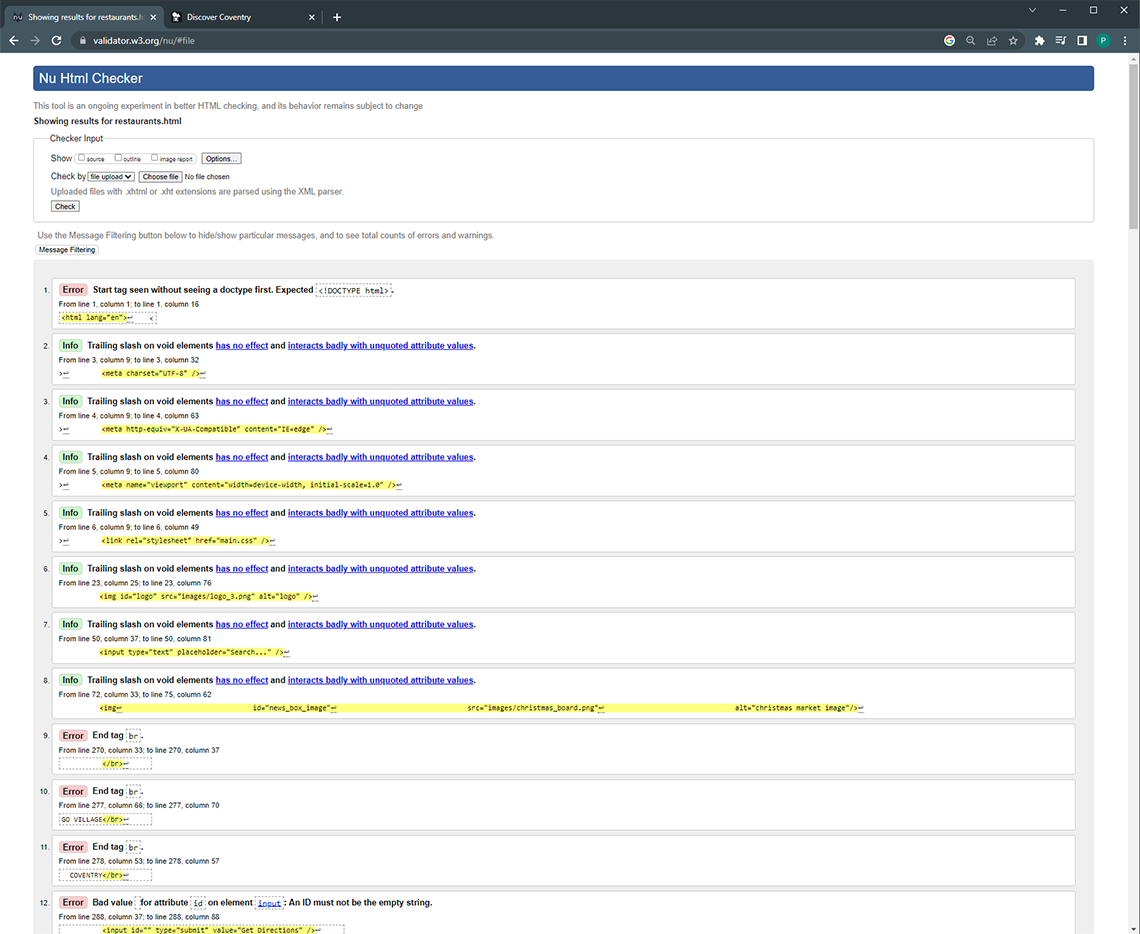 Showing results for restaurants.h
Discover Coventry
validator.w3.org/nu/#file
P
Nu Html Checker
This tool is an ongoing experiment in better HTML checking, and its behavior remains subject to change
Showing results for restaurants.html
Checker Input
Show source outline image report Options...
Check by file upload Choose file No file chosen
Uploaded files with .xhtml or .xht extensions are parsed using the XML parser.
Check
Use the Message Filtering button below to hide/show particular messages, and to see total counts of errors and warnings.
Message Filtering
1. Error Start tag seen without seeing a doctype first. Expected <!DOCTYPE html>.
From line 1, column 1; to line 1, column 16
<html lang="en">↩ <
2. Info Trailing slash on void elements has no effect and interacts badly with unquoted attribute values.
From line 3, column 9; to line 3, column 32
>↩ <meta charset="UTF-8" />↩
3. Info Trailing slash on void elements has no effect and interacts badly with unquoted attribute values.
From line 4, column 9; to line 4, column 63
>↩ <meta http-equiv="X-UA-Compatible" content="IE=edge" />↩
4. Info Trailing slash on void elements has no effect and interacts badly with unquoted attribute values.
From line 5, column 9; to line 5, column 80
>↩ <meta name="viewport" content="width=device-width, initial-scale=1.0" />↩
5. Info Trailing slash on void elements has no effect and interacts badly with unquoted attribute values.
From line 6, column 9; to line 6, column 49
>↩ <link rel="stylesheet" href="main.css" />↩
6. Info Trailing slash on void elements has no effect and interacts badly with unquoted attribute values.
From line 23, column 25; to line 23, column 76
<img id="logo" src="images/logo_3.png" alt="logo" />↩
7. Info Trailing slash on void elements has no effect and interacts badly with unquoted attribute values.
From line 50, column 37; to line 50, column 81
<input type="text" placeholder="Search..." />↩
8. Info Trailing slash on void elements has no effect and interacts badly with unquoted attribute values.
From line 72, column 33; to line 75, column 62
<img↩ id="news_box_image"↩ src="images/christmas_board.png"↩ alt="christmas market image"/>↩
9. Error End tag br.
From line 270, column 33; to line 270, column 37
</br>↩
10. Error End tag br.
From line 277, column 66; to line 277, column 70
GO VILLAGE</br>↩
11. Error End tag br.
From line 278, column 53; to line 278, column 57
COVENTRY</br>↩
12. Error Bad value for attribute id on element input: An ID must not be the empty string.
From line 288, column 37; to line 288, column 88
<input id="" type="submit" value="Get Directions" />↩